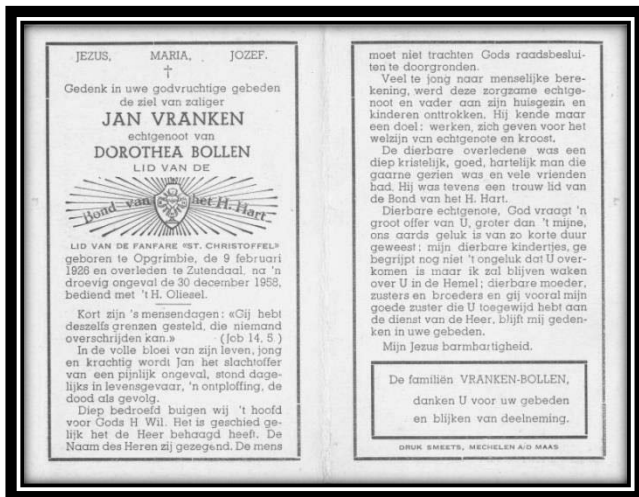 JEZUS, MARIA, JOZEF.
†
Gedenk in uwe godvruchtige gebeden
de ziel van zaliger
JAN VRANKEN
echtgenoot van
DOROTHEA BOLLEN
LID VAN DE
Bond van het H. Hart.
LID VAN DE FANFARE «ST. CHRISTOFFEL»
geboren te Opgrimbie, de 9 februari
1926 en overleden te Zutendaal, na 'n
droevig ongeval de 30 december 1958,
bediend met 't H. Oliesel.
Kort zijn 's mensendagen: «Gij hebt
deszelfs grenzen gesteld, die niemand
overschrijden kan.» (Job 14, 5.)
In de volle bloei van zijn leven, jong
en krachtig wordt Jan het slachtoffer
van een pijnlijk ongeval, stond dage-
lijks in levensgevaar, 'n ontploffing, de
dood als gevolg.
Diep bedroefd buigen wij 't hoofd
voor Gods H Wil. Het is geschied ge-
lijk het de Heer behaagd heeft. De
Naam des Heren zij gezegend. De mens
moet niet trachten Gods raadsbeslui-
ten te doorgronden.
Veel te jong naar menselijke bere-
kening, werd deze zorgzame echtge-
noot en vader aan zijn huisgezin en
kinderen onttrokken. Hij kende maar
een doel: werken, zich geven voor het
welzijn van echtgenote en kroost.
De dierbare overledene was een
diep kristelijk, goed, hartelijk man die
gaarne gezien was en vele vrienden
had. Hij was tevens een trouw lid van
de Bond van het H. Hart.
Dierbare echtgenote, God vraagt 'n
groot offer van U, groter dan 't mijne,
ons aards geluk is van zo korte duur
geweest; mijn dierbare kindertjes, ge
begrijpt nog niet 't ongeluk dat U over-
komen is maar ik zal blijven waken
over U in de Hemel; dierbare moeder,
zusters en broeders en gij vooral mijn
goede zuster die U toegewijd hebt aan
de dienst van de Heer, blijft mij geden-
ken in uwe gebeden.
Mijn Jezus barmbartigheid.
De familiën VRANKEN-BOLLEN,
danken U voor uw gebeden
en blijken van deelneming.
DRUK SMEETS, MECHELEN A/D MAAS